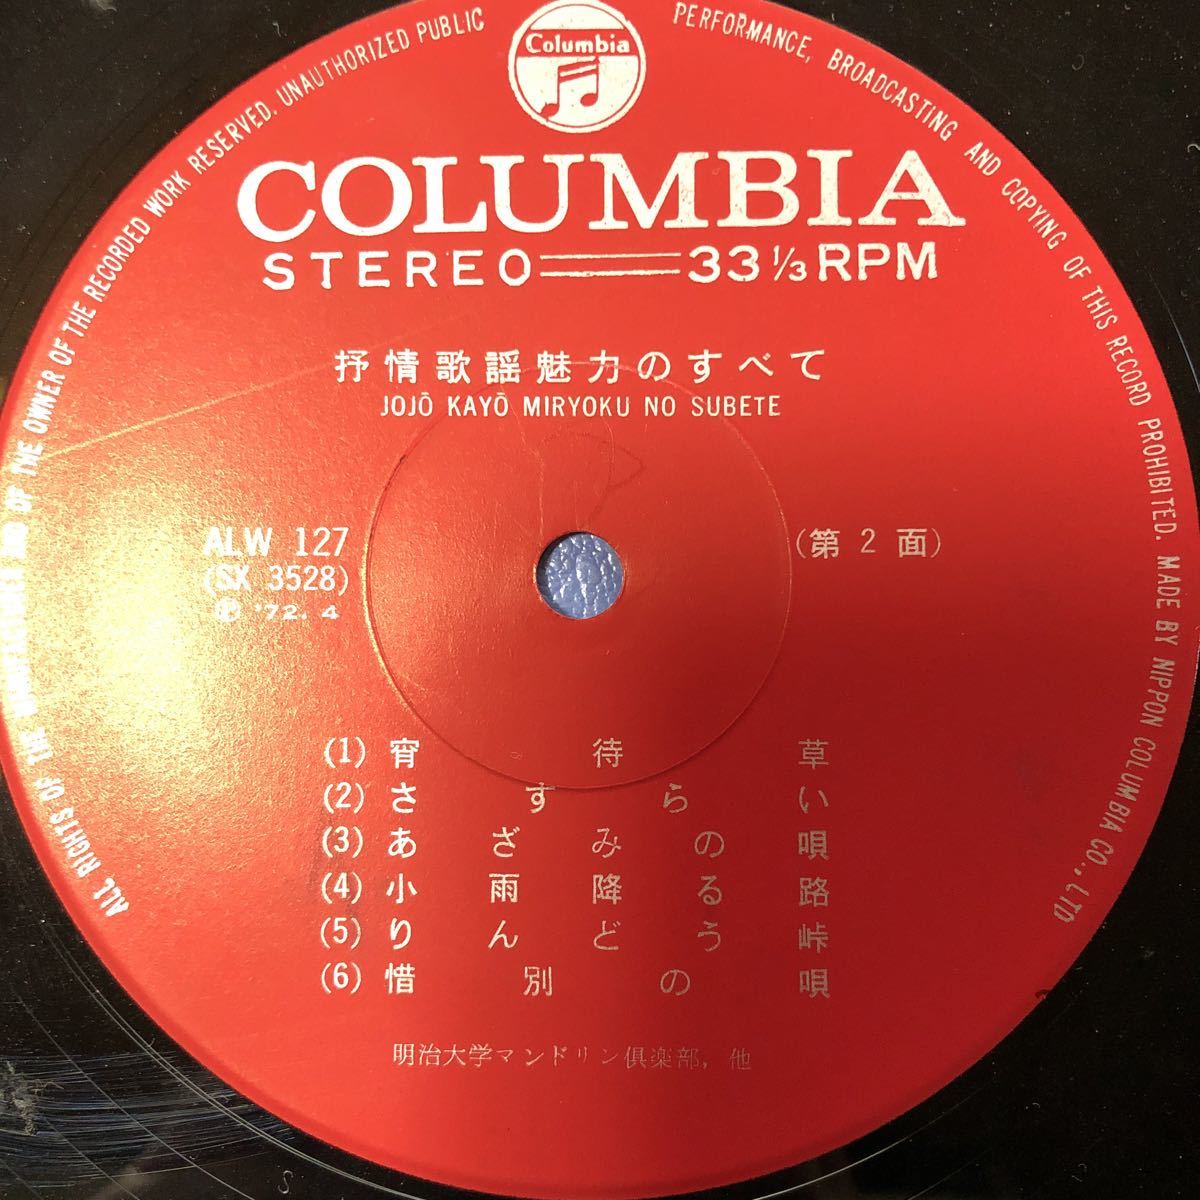 ALL RIGHTS OF THE MANUFACTURER AND OF THE OWNER OF THE RECORDED WORK RESERVED. UNAUTHORIZED PUBLIC PERFORMANCE, BROADCASTING AND COPYING OF THIS RECORD PROHIBITED. MADE BY NIPPON COLUMBIA CO., LTD
Columbia
COLUMBIA
STEREO 33 1/3 RPM
抒情歌謡魅力のすべて
JOJŌ KAYŌ MIRYOKU NO SUBETE
ALW 127
(SX 3528)
Ⓟ '72. 4
(第 2 面)
(1) 宵待草
(2) さすらい
(3) あざみの唄
(4) 小雨降る路
(5) りんどう峠
(6) 惜別の唄
明治大学マンドリン倶楽部, 他
S